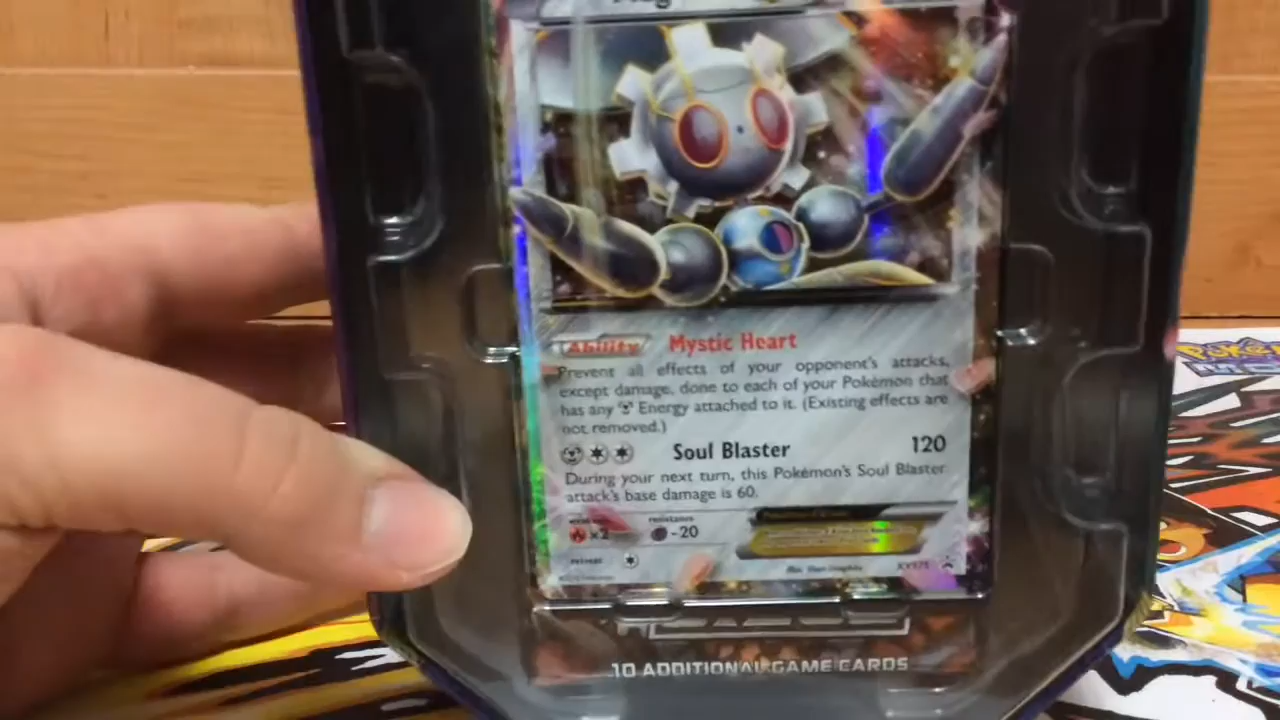 Ability Mystic Heart
Prevent all effects of your opponent's attacks,
except damage, done to each of your Pokémon that
has any Energy attached to it. (Existing effects are
not removed.)
Soul Blaster 120
During your next turn, this Pokémon's Soul Blaster
attack's base damage is 60.
resistance
×2 -20
retreat
10 ADDITIONAL GAME CARDS
POKÉMON